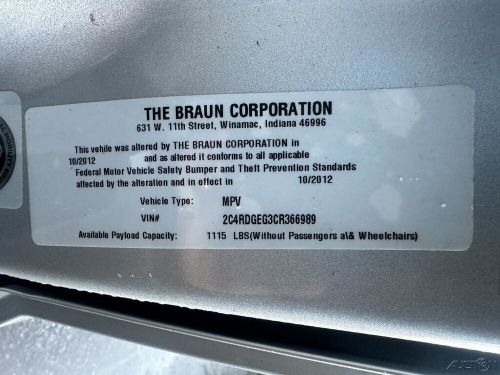 THE BRAUN CORPORATION
631 W. 11th Street, Winamac, Indiana 46996
This vehile was altered by THE BRAUN CORPORATION in
10/2012 and as altered it conforms to all applicable
Federal Motor Vehicle Safety Bumper and Theft Prevention Standards
affected by the alteration and in effect in 10/2012
Vehicle Type: MPV
VIN# 2C4RDGEG3CR366989
Available Payload Capacity: 1115 LBS(Without Passengers a\& Wheelchairs)